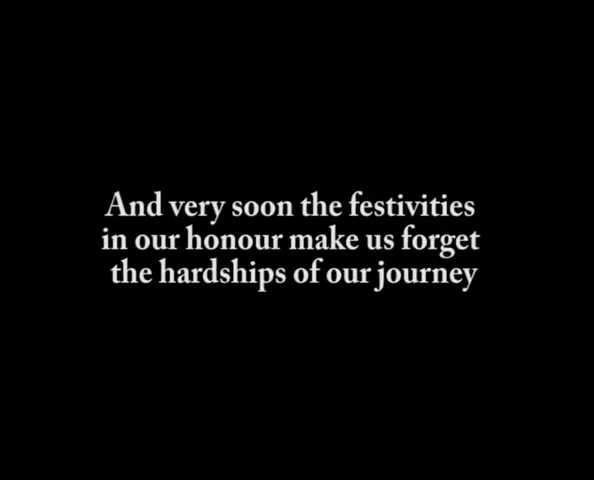 And very soon the festivities
in our honour make us forget
the hardships of our journey